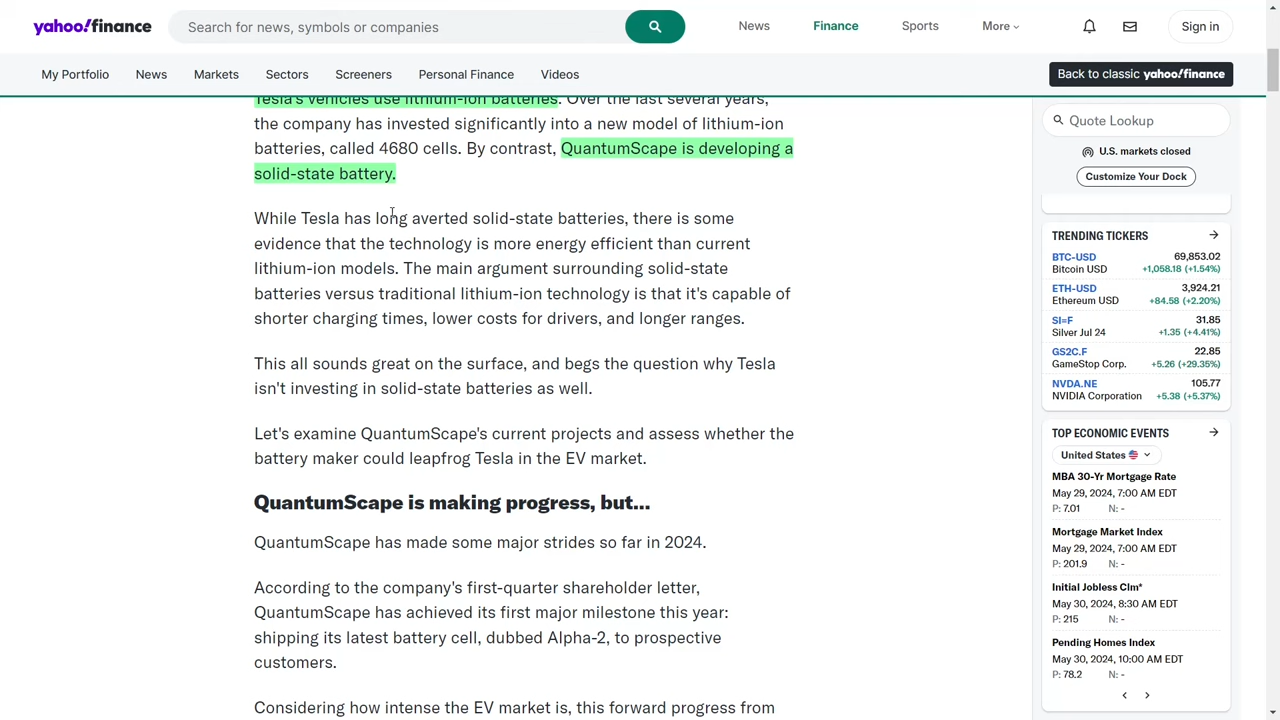 yahoo!finance
Search for news, symbols or companies
News
Finance
Sports
More
Sign in
My Portfolio
News
Markets
Sectors
Screeners
Personal Finance
Videos
Back to classic yahoo!finance
Tesla's vehicles use lithium-ion batteries. Over the last several years,
the company has invested significantly into a new model of lithium-ion
batteries, called 4680 cells. By contrast, QuantumScape is developing a
solid-state battery.
While Tesla has long averted solid-state batteries, there is some
evidence that the technology is more energy efficient than current
lithium-ion models. The main argument surrounding solid-state
batteries versus traditional lithium-ion technology is that it's capable of
shorter charging times, lower costs for drivers, and longer ranges.
This all sounds great on the surface, and begs the question why Tesla
isn't investing in solid-state batteries as well.
Let's examine QuantumScape's current projects and assess whether the
battery maker could leapfrog Tesla in the EV market.
QuantumScape is making progress, but...
QuantumScape has made some major strides so far in 2024.
According to the company's first-quarter shareholder letter,
QuantumScape has achieved its first major milestone this year:
shipping its latest battery cell, dubbed Alpha-2, to prospective
customers.
Considering how intense the EV market is, this forward progress from
Quote Lookup
U.S. markets closed
Customize Your Dock
TRENDING TICKERS
BTC-USD 69,853.02
Bitcoin USD +1,058.18 (+1.54%)
ETH-USD 3,924.21
Ethereum USD +84.58 (+2.20%)
SI=F 31.85
Silver Jul 24 +1.35 (+4.41%)
GS2C.F 22.85
GameStop Corp. +5.26 (+29.35%)
NVDA.NE 105.77
NVIDIA Corporation +5.38 (+5.37%)
TOP ECONOMIC EVENTS
United States
MBA 30-Yr Mortgage Rate
May 29, 2024, 7:00 AM EDT
P: 7.01 N: -
Mortgage Market Index
May 29, 2024, 7:00 AM EDT
P: 201.9 N: -
Initial Jobless Clm*
May 30, 2024, 8:30 AM EDT
P: 215 N: -
Pending Homes Index
May 30, 2024, 10:00 AM EDT
P: 78.2 N: -